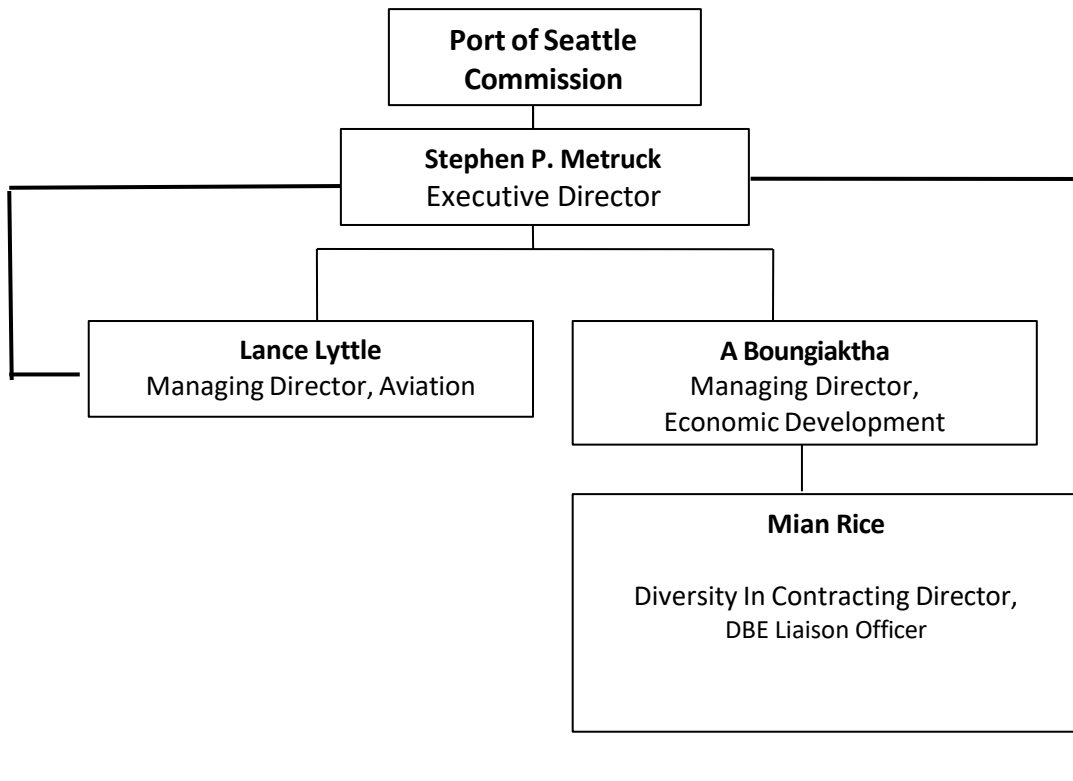 Port of Seattle
Commission
Stephen P. Metruck
Executive Director
Lance Lyttle
Managing Director, Aviation
A Boungiaktha
Managing Director,
Economic Development
Mian Rice
Diversity In Contracting Director,
DBE Liaison Officer